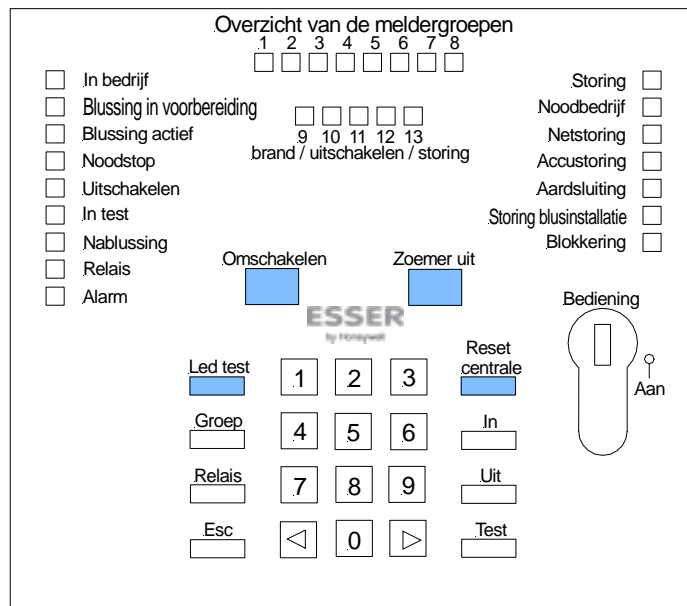 Overzicht van de meldergroepen
1 2 3 4 5 6 7 8
9 10 11 12 13
brand / uitschakelen / storing
In bedrijf
Blussing in voorbereiding
Blussing actief
Noodstop
Uitschakelen
In test
Nablussing
Relais
Alarm
Storing
Noodbedrijf
Netstoring
Accustoring
Aardsluiting
Storing blusinstallatie
Blokkering
Omschakelen
Zoemer uit
ESSER
by Honeywell
Bediening
Aan
Led test
1 2 3
Reset
centrale
Groep
4 5 6
In
Relais
7 8 9
Uit
Esc
0
Test